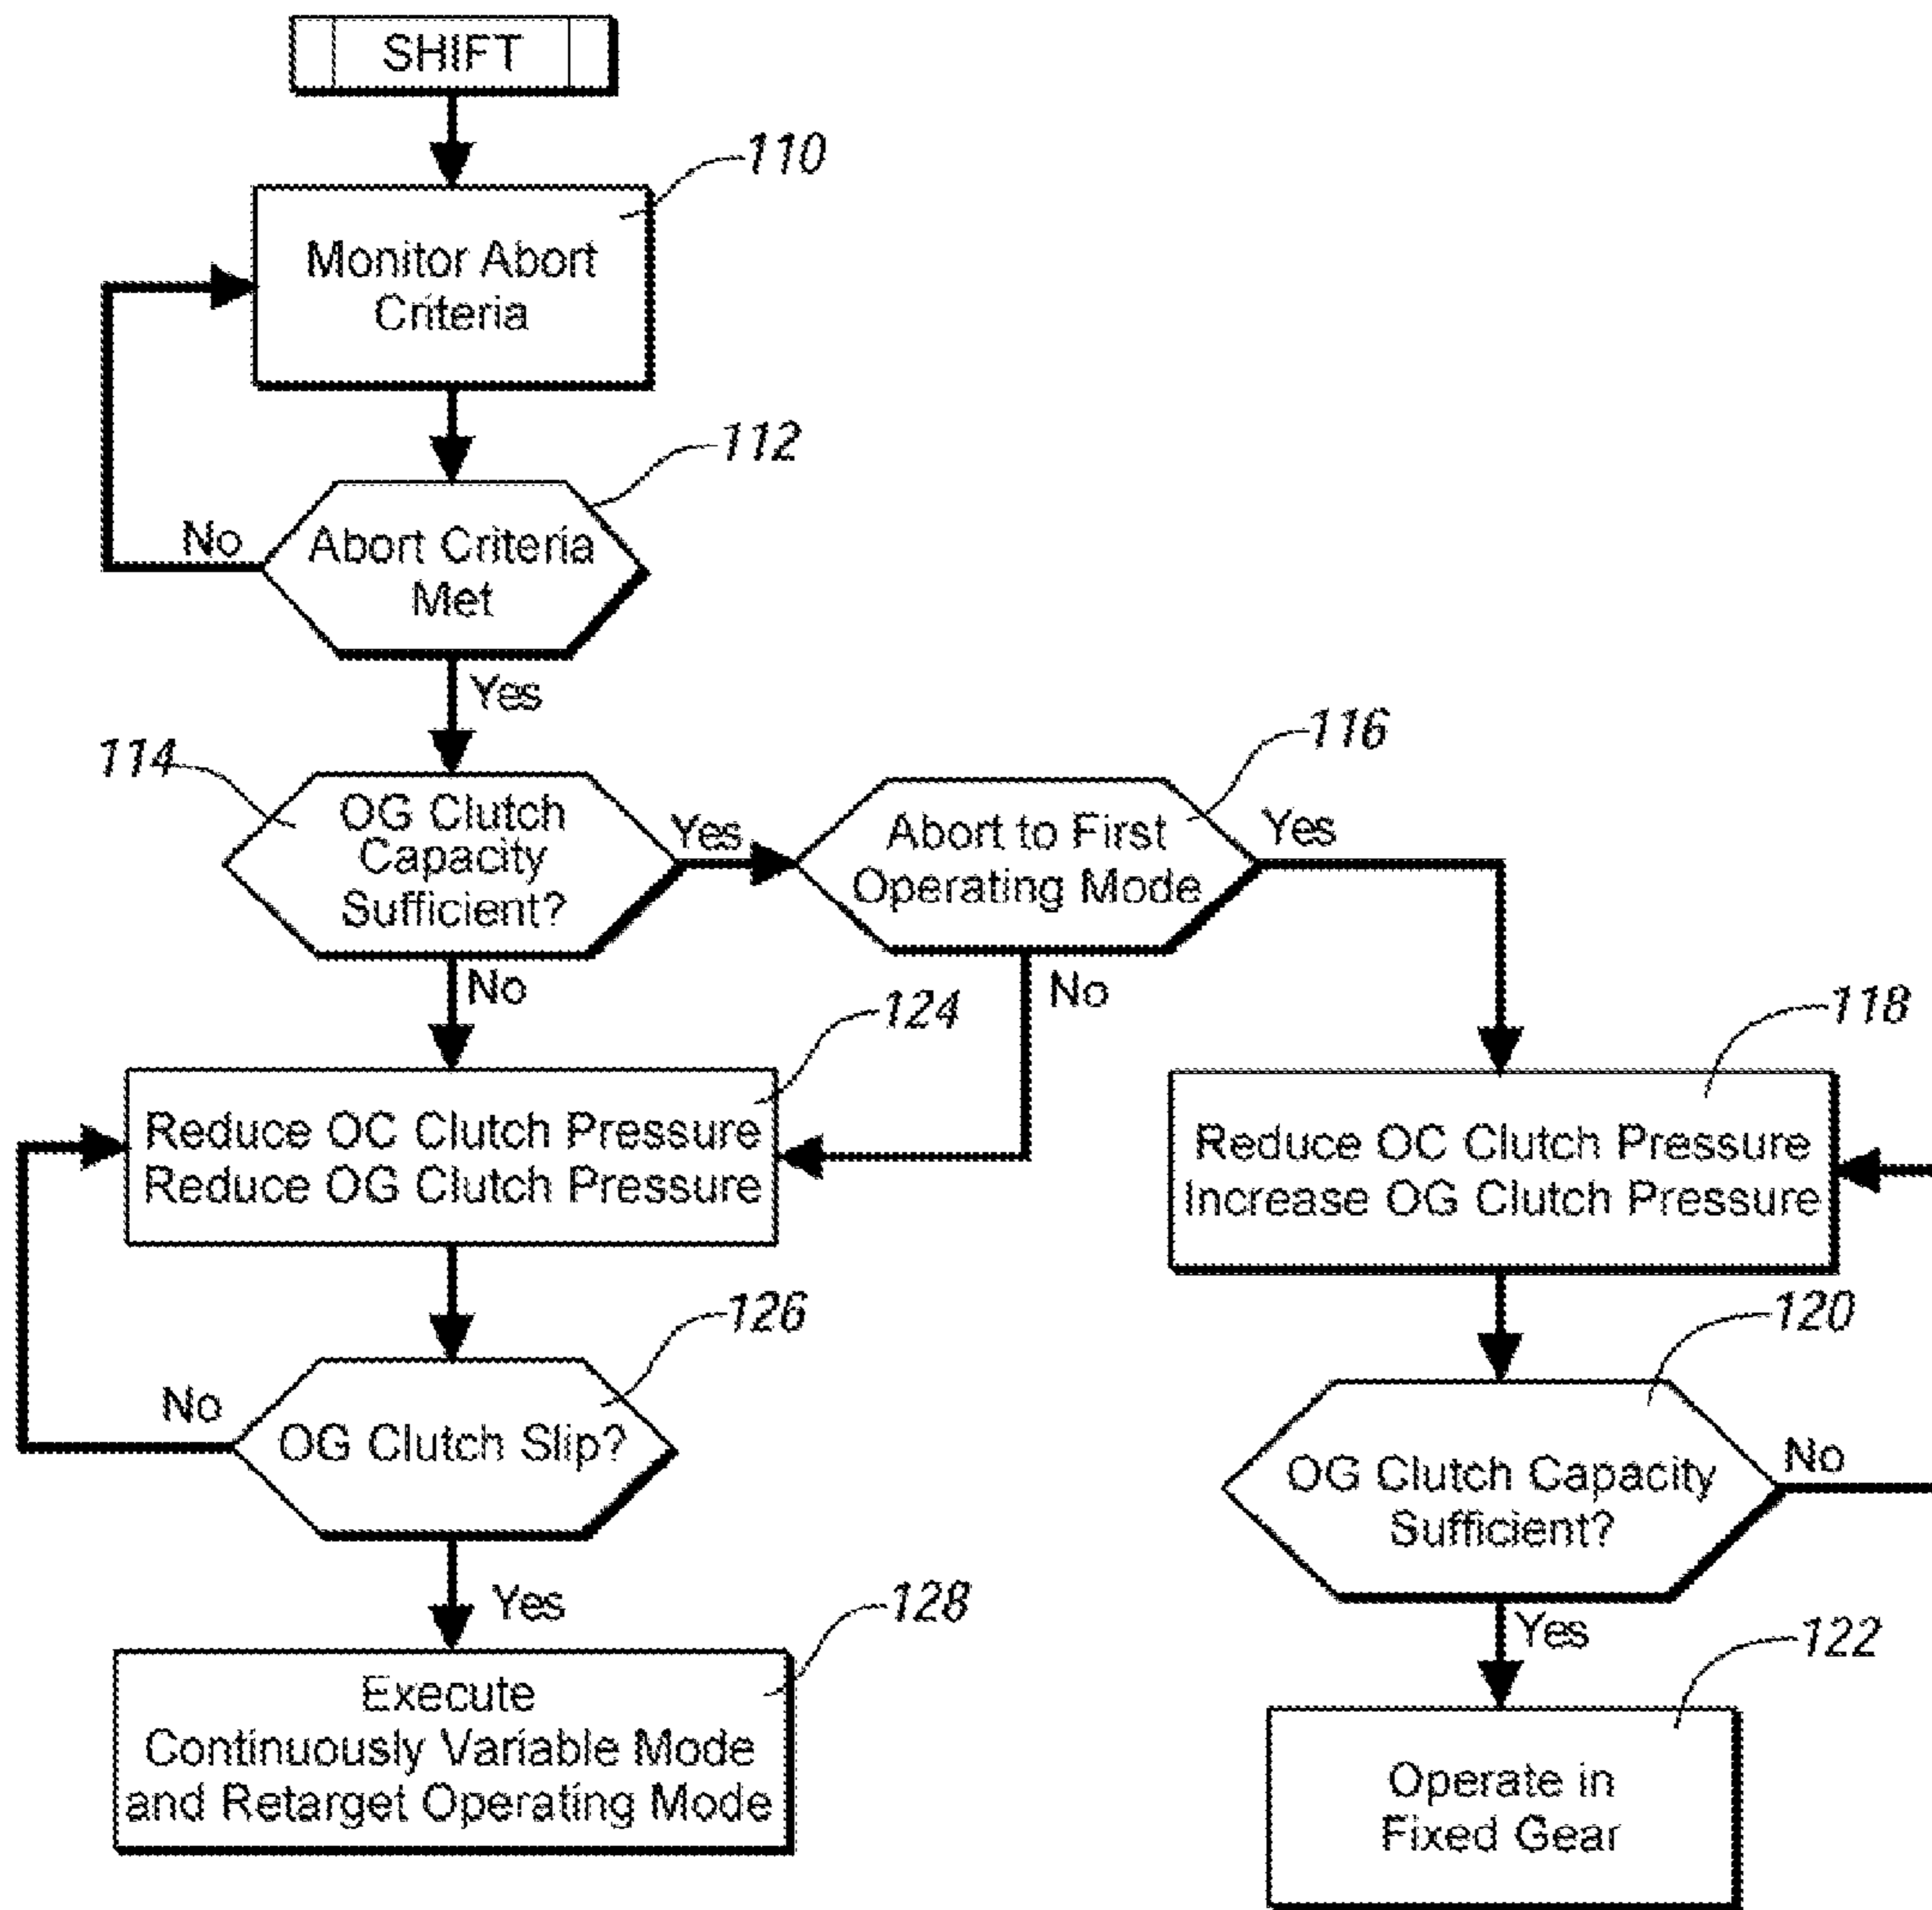 SHIFT
110
Monitor Abort
Criteria
112
No
Abort Criteria
Met
Yes
114
OG Clutch
Capacity
Sufficient?
Yes
116
Abort to First
Operating Mode
Yes
No
No
124
Reduce OC Clutch Pressure
Reduce OG Clutch Pressure
118
Reduce OC Clutch Pressure
Increase OG Clutch Pressure
126
No
OG Clutch Slip?
120
OG Clutch Capacity
Sufficient?
No
Yes
128
Execute
Continuously Variable Mode
and Retarget Operating Mode
Yes
122
Operate in
Fixed Gear